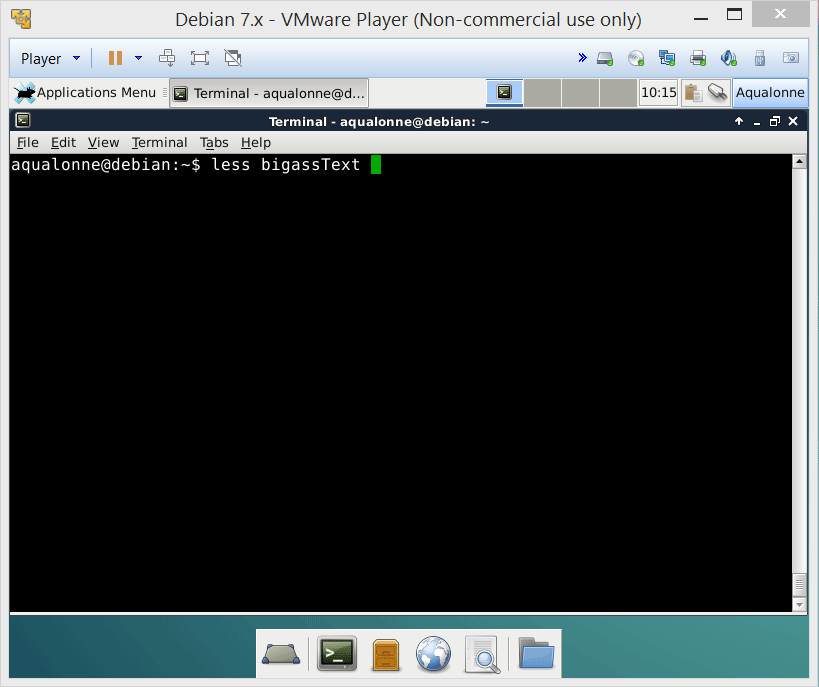 Debian 7.x - VMware Player (Non-commercial use only)
Player
Applications Menu
Terminal - aqualonne@d...
10:15
Aqualonne
Terminal - aqualonne@debian: ~
File Edit View Terminal Tabs Help
aqualonne@debian:~$ less bigassText